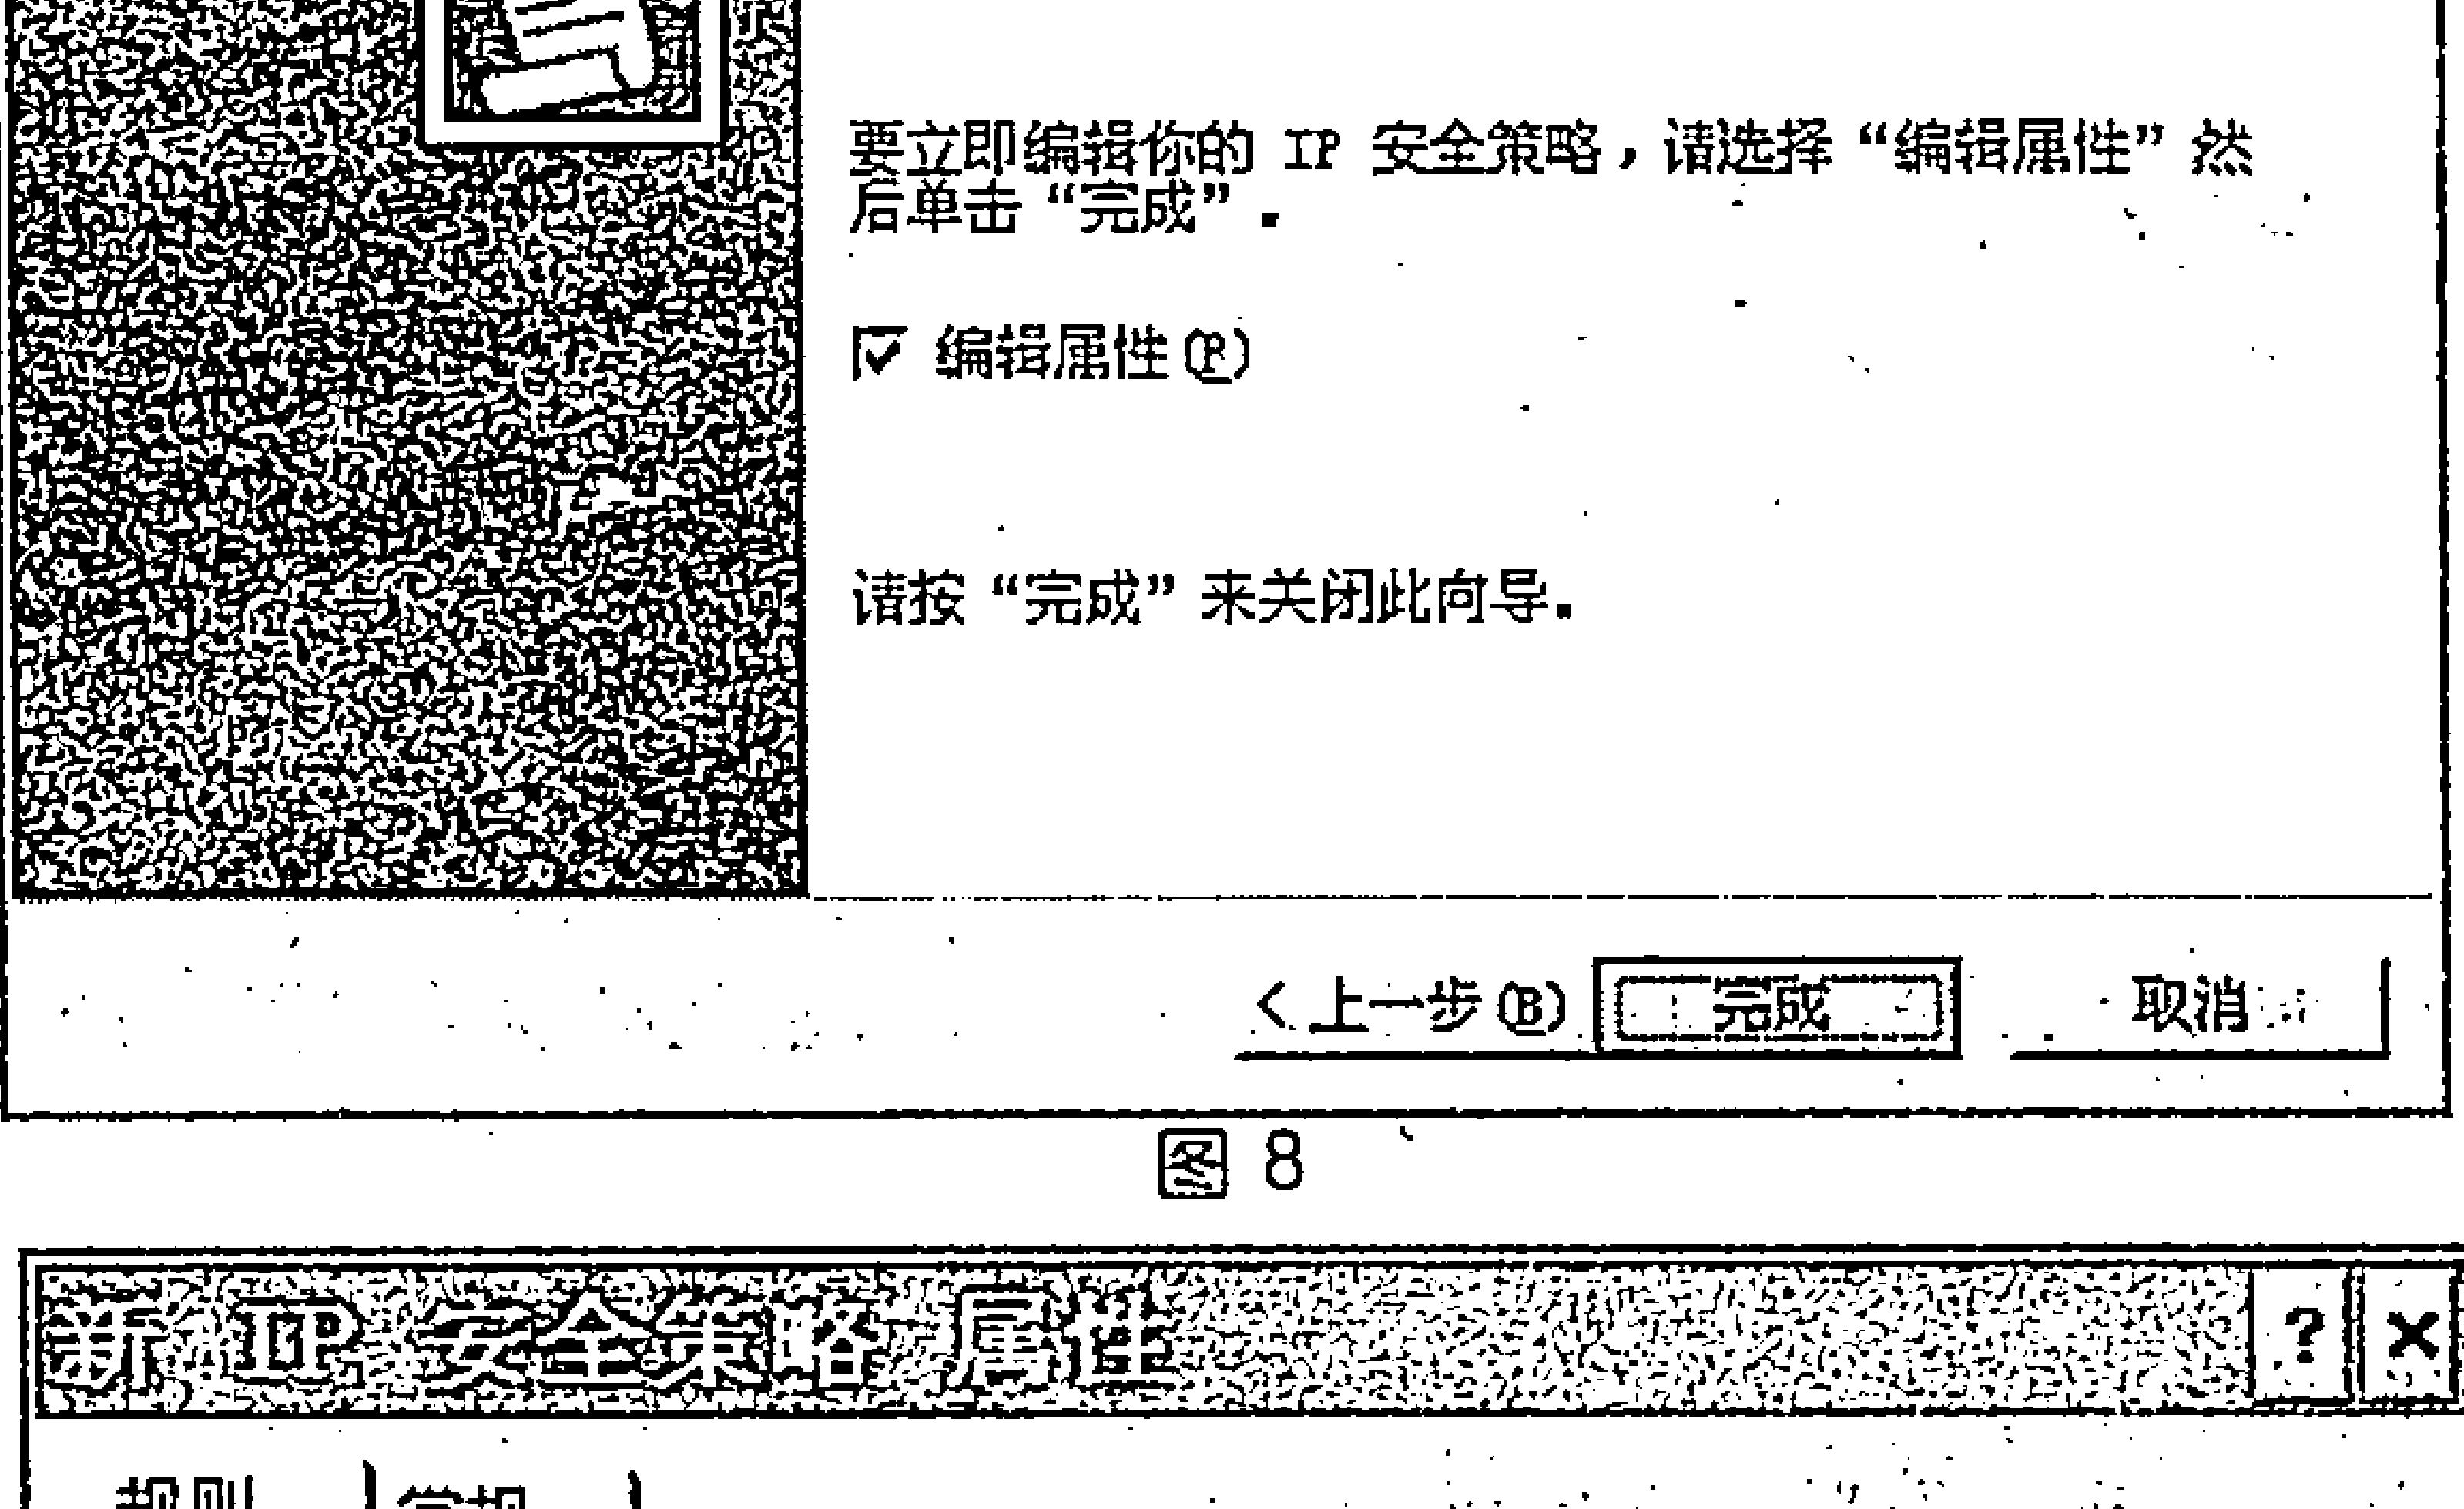 要立即编辑你的 IP 安全策略，请选择“编辑属性”然
后单击“完成”.
编辑属性(P)
请按“完成”来关闭此向导.
<上一步(B) 完成 取消
图 8
新 IP 安全策略 属性 ? ×